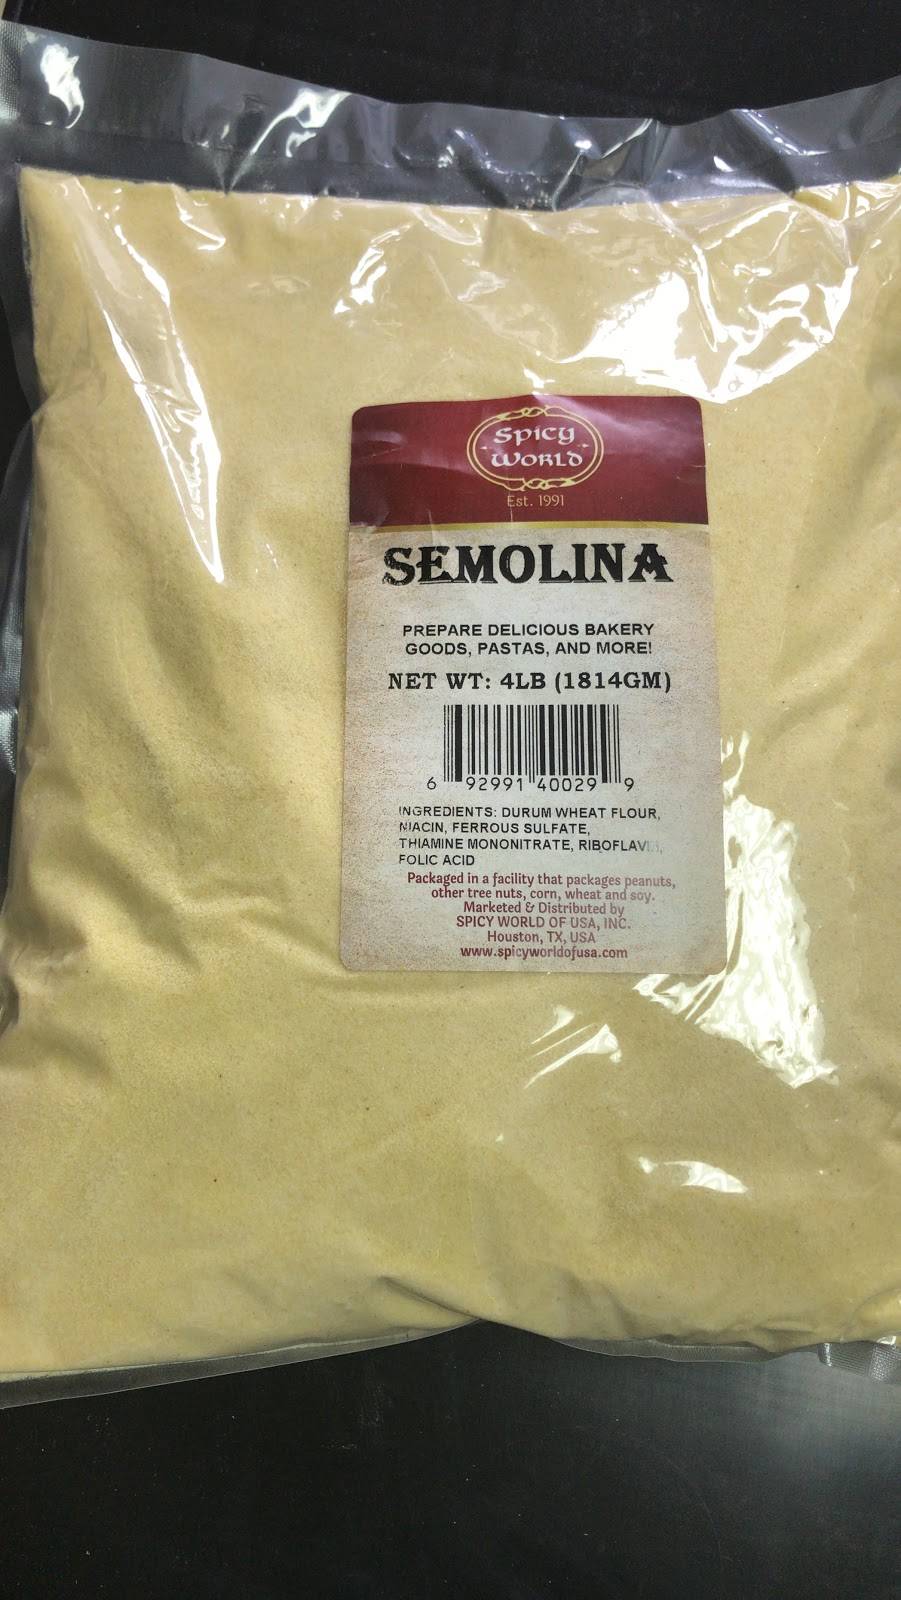 Spicy
World
Est. 1991
SEMOLINA
PREPARE DELICIOUS BAKERY
GOODS, PASTAS, AND MORE!
NET WT: 4LB (1814GM)
6 92991 40029 9
INGREDIENTS: DURUM WHEAT FLOUR,
NIACIN, FERROUS SULFATE,
THIAMINE MONONITRATE, RIBOFLAVIN,
FOLIC ACID
Packaged in a facility that packages peanuts,
other tree nuts, corn, wheat and soy.
Marketed & Distributed by
SPICY WORLD OF USA, INC.
Houston, TX, USA
www.spicyworldofusa.com